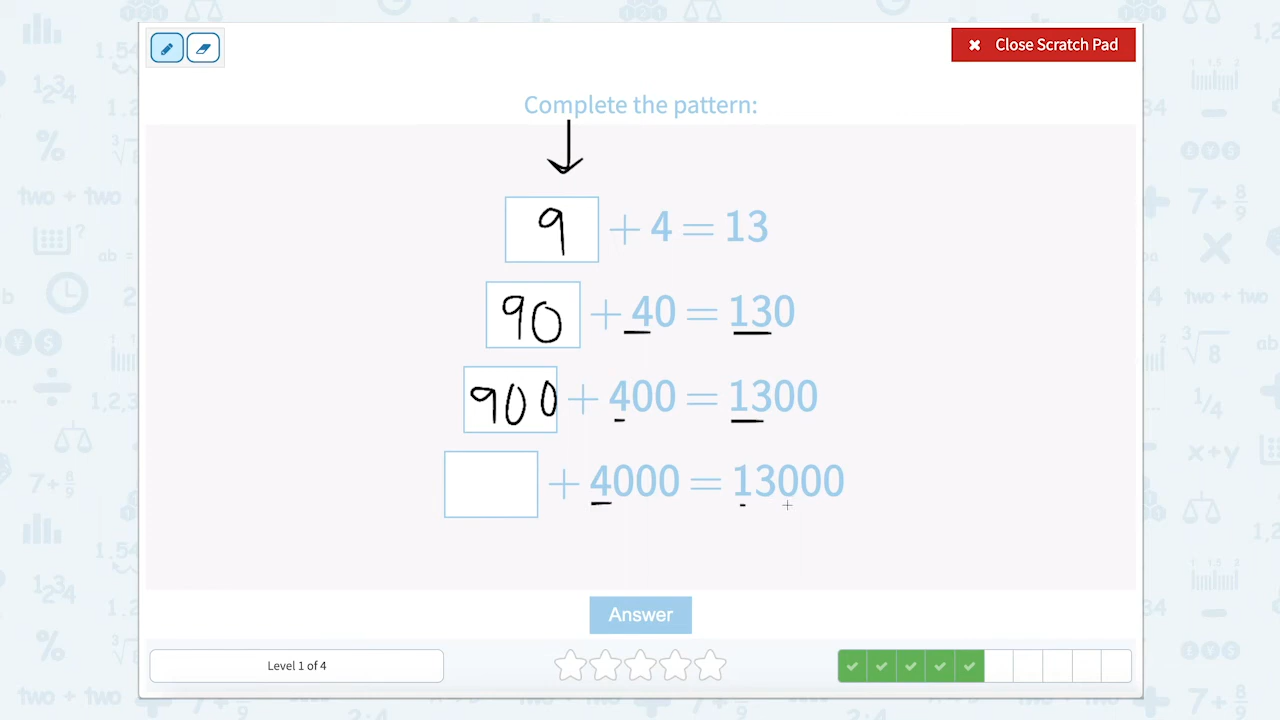 Close Scratch Pad
Complete the pattern:
9 + 4 = 13
90 + 40 = 130
900 + 400 = 1300
+ 4000 = 13000
Answer
Level 1 of 4